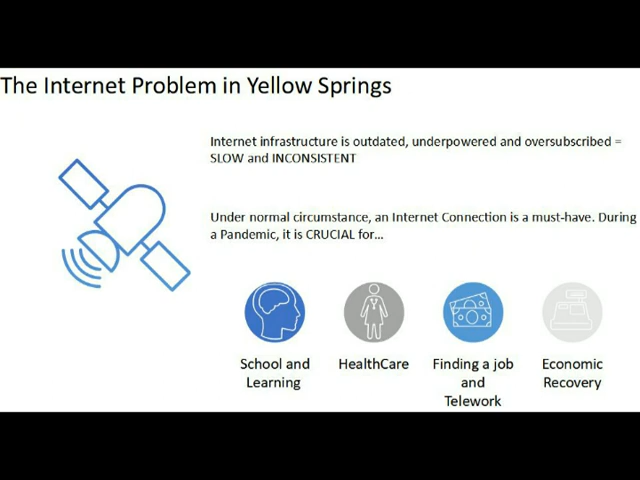 The Internet Problem in Yellow Springs
Internet infrastructure is outdated, underpowered and oversubscribed =
SLOW and INCONSISTENT
Under normal circumstance, an Internet Connection is a must-have. During
a Pandemic, it is CRUCIAL for...
School and
Learning
HealthCare
Finding a job
and
Telework
Economic
Recovery